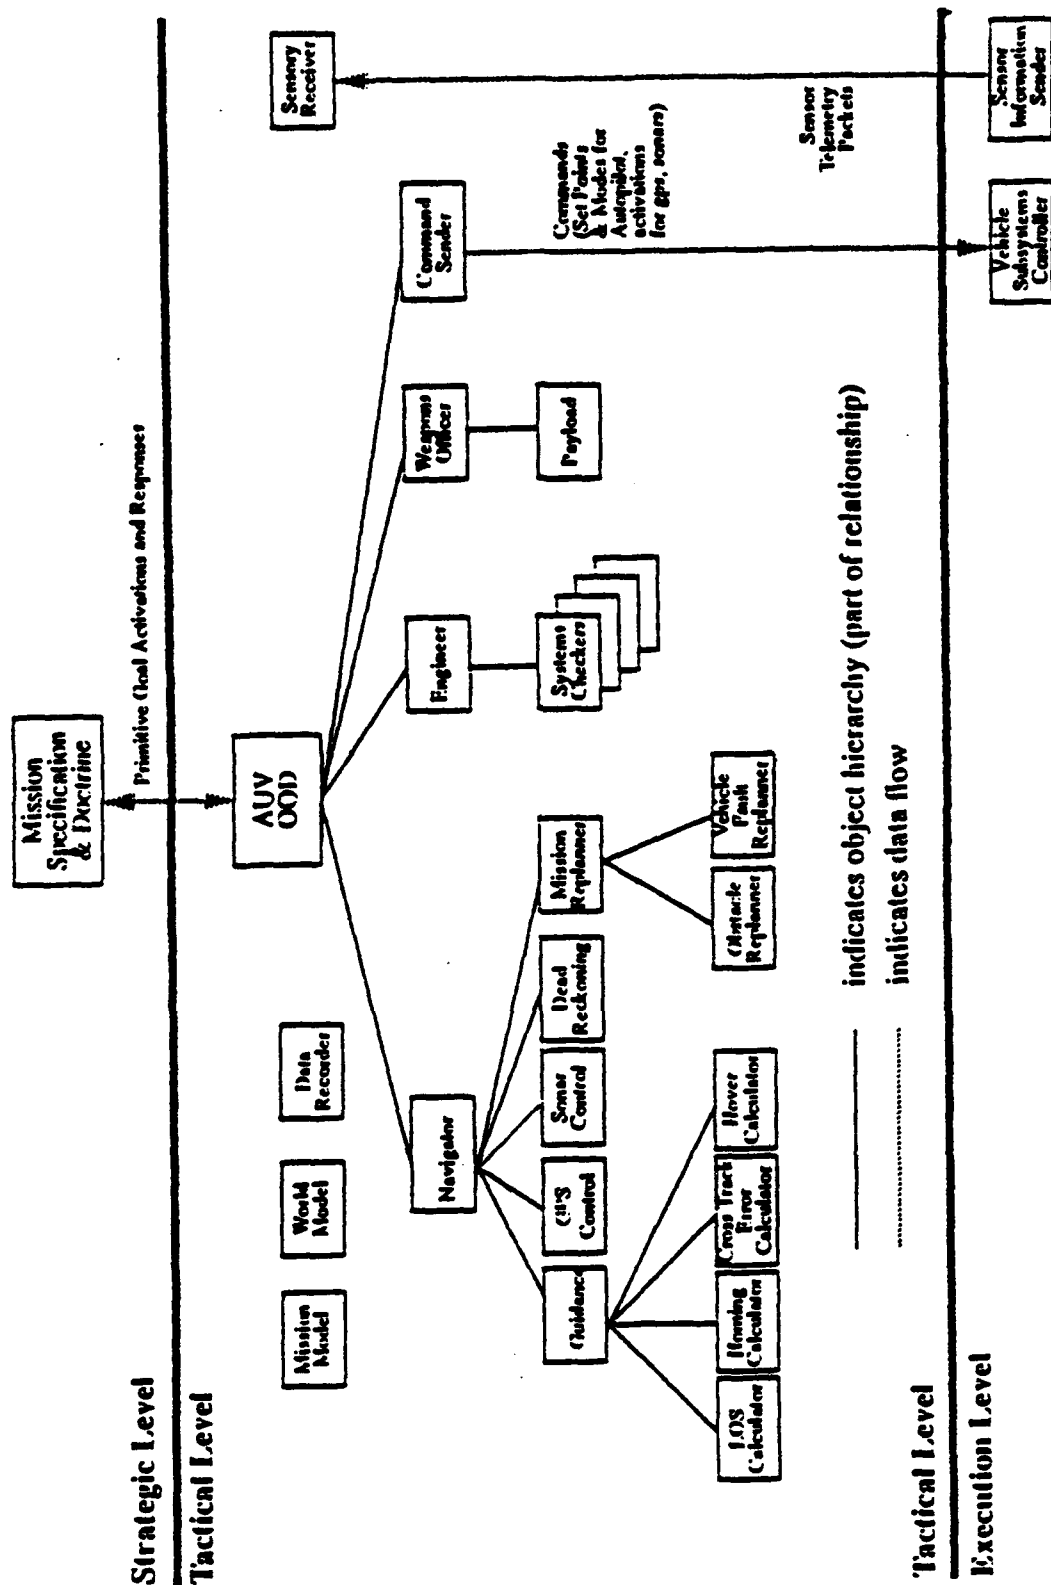 Mission
Specification
& Doctrine
Primitive Goal Activations and Responses
Strategic Level
Tactical Level
AUV
OOD
Mission
Model
World
Model
Data
Recorder
Sensory
Receiver
Navigator
Engineer
Weapons
Officer
Command
Sender
Guidance
GPS
Control
Sonar
Control
Dead
Reckoning
Mission
Replanner
Systems
Checkers
Payload
Commands
(Set Points
& Modes for
Autopilot,
activations
for gps, sonars)
LOS
Calculator
Homing
Calculator
Cross Track
Error
Calculator
Hover
Calculator
Obstacle
Replanner
Vehicle
Fault
Replanner
Sensor
Telemetry
Packets
indicates object hierarchy (part of relationship)
indicates data flow
Tactical Level
Execution Level
Vehicle
Subsystems
Controller
Sensor
Information
Sender